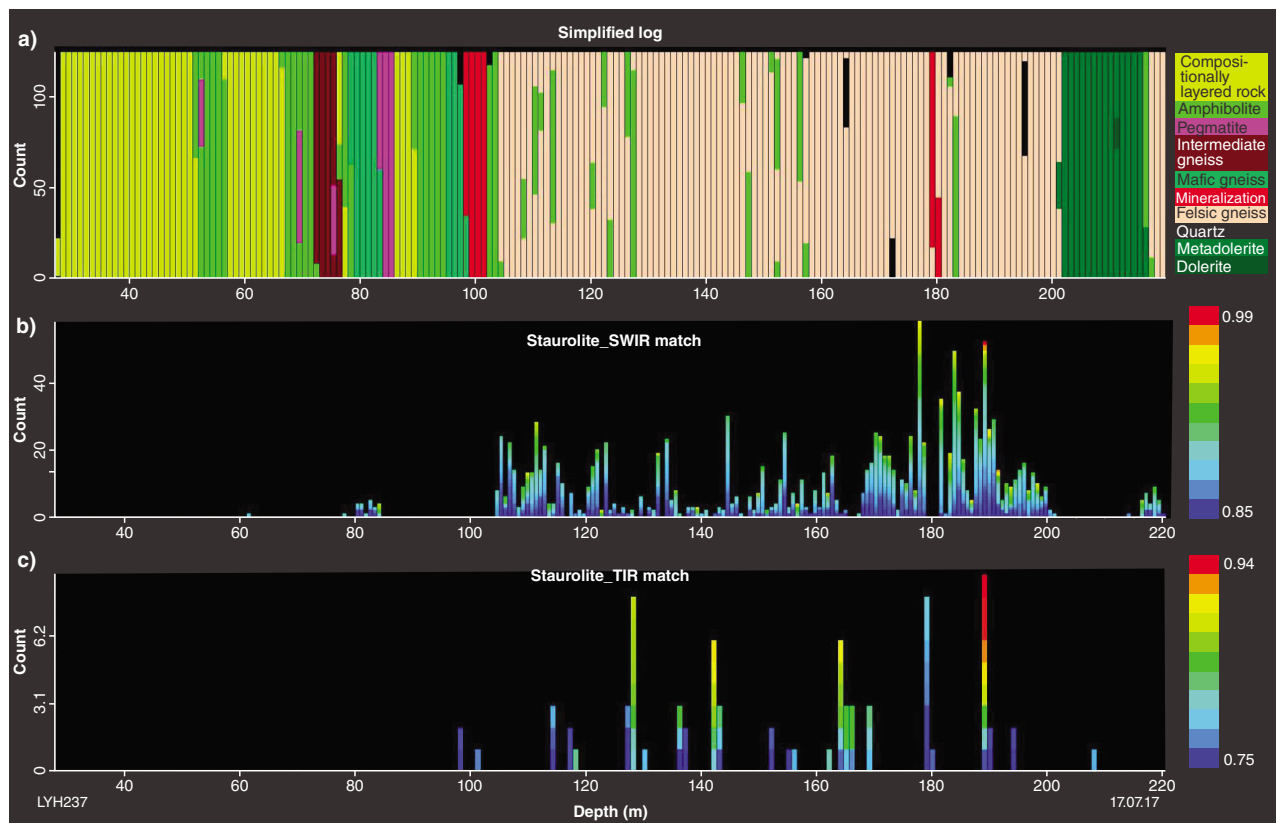 a)
Simplified log
Count
0
50
100
40 60 80 100 120 140 160 180 200
Composi-
tionally
layered rock
Amphibolite
Pegmatite
Intermediate
gneiss
Mafic gneiss
Mineralization
Felsic gneiss
Quartz
Metadolerite
Dolerite
b)
Staurolite_SWIR match
Count
0
20
40
40 60 80 100 120 140 160 180 200 220
0.99
0.85
c)
Staurolite_TIR match
Count
0
3.1
6.2
40 60 80 100 120 140 160 180 200 220
0.94
0.75
LYH237
Depth (m)
17.07.17